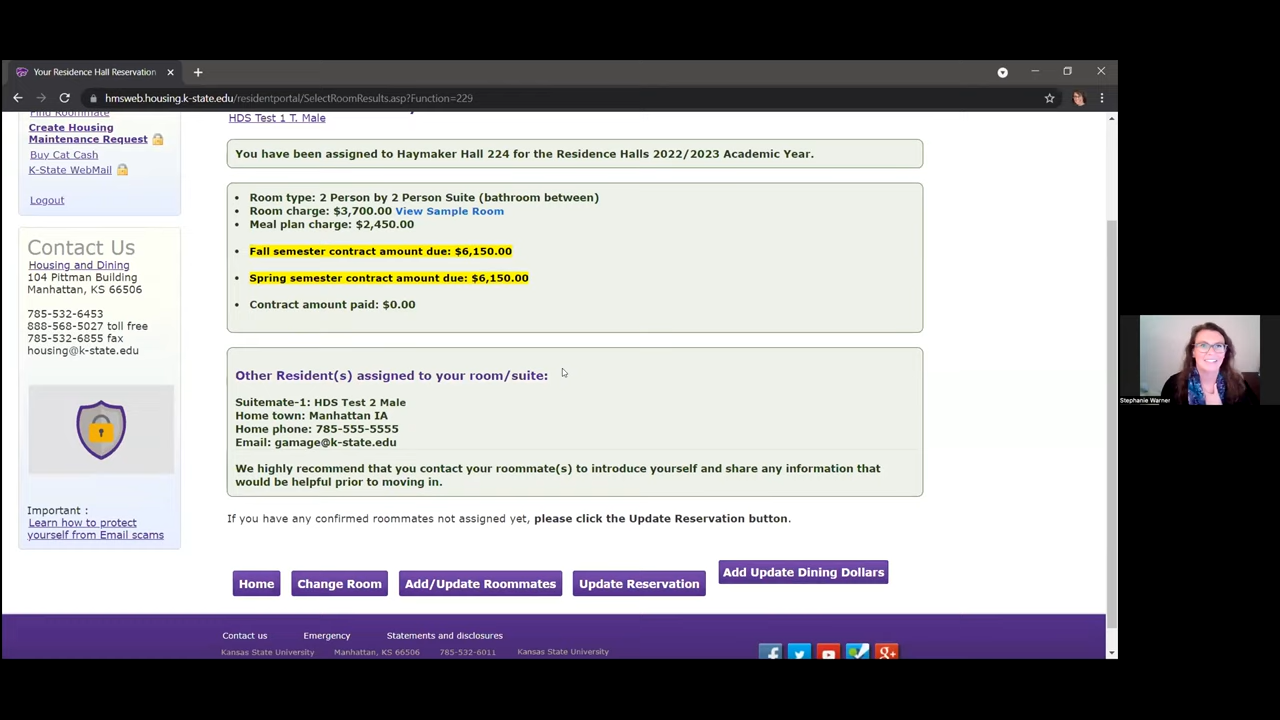 Your Residence Hall Reservation
hmsweb.housing.k-state.edu/residentportal/SelectRoomResults.asp?Function=229
Find Roommate
Create Housing
Maintenance Request
Buy Cat Cash
K-State WebMail
Logout
Contact Us
Housing and Dining
104 Pittman Building
Manhattan, KS 66506
785-532-6453
888-568-5027 toll free
785-532-6855 fax
housing@k-state.edu
Important :
Learn how to protect
yourself from Email scams
HDS Test 1 T. Male
You have been assigned to Haymaker Hall 224 for the Residence Halls 2022/2023 Academic Year.
• Room type: 2 Person by 2 Person Suite (bathroom between)
• Room charge: $3,700.00 View Sample Room
• Meal plan charge: $2,450.00
• Fall semester contract amount due: $6,150.00
• Spring semester contract amount due: $6,150.00
• Contract amount paid: $0.00
Other Resident(s) assigned to your room/suite:
Suitemate-1: HDS Test 2 Male
Home town: Manhattan IA
Home phone: 785-555-5555
Email: gamage@k-state.edu
We highly recommend that you contact your roommate(s) to introduce yourself and share any information that
would be helpful prior to moving in.
If you have any confirmed roommates not assigned yet, please click the Update Reservation button.
Home
Change Room
Add/Update Roommates
Update Reservation
Add Update Dining Dollars
Contact us
Emergency
Statements and disclosures
Kansas State University
Manhattan, KS 66506
785-532-6011
Kansas State University
Stephanie Warner